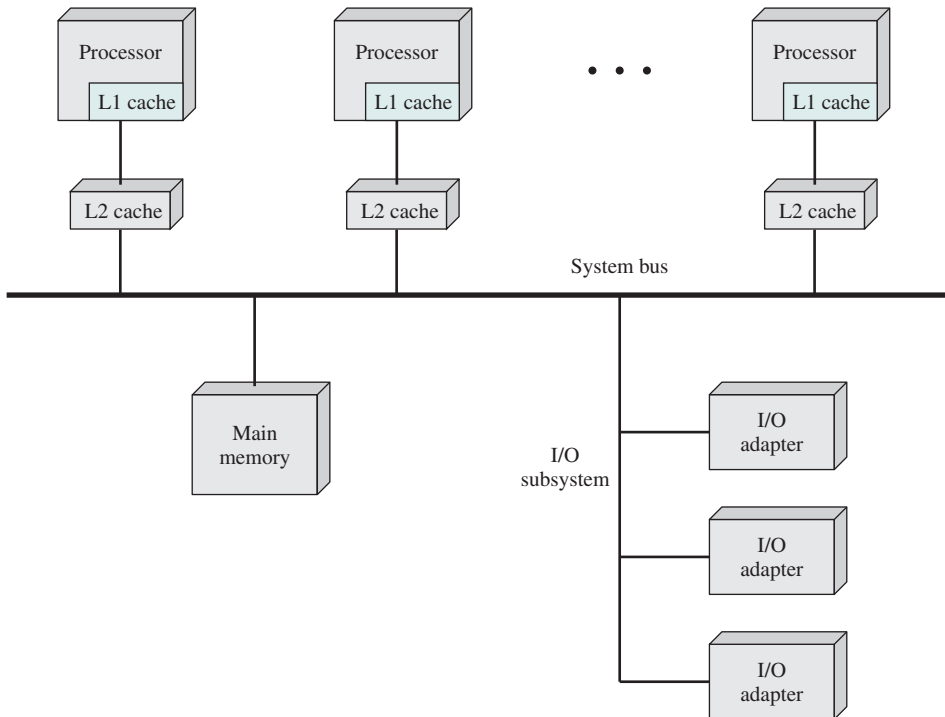 Processor
L1 cache
Processor
L1 cache
Processor
L1 cache
L2 cache
L2 cache
L2 cache
System bus
Main
memory
I/O
subsystem
I/O
adapter
I/O
adapter
I/O
adapter